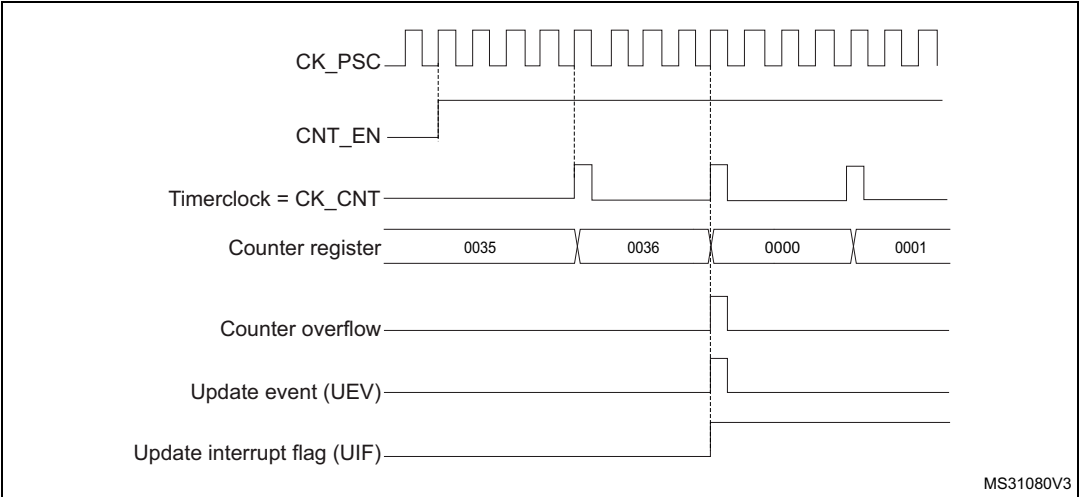 CK_PSC
CNT_EN
Timerclock = CK_CNT
Counter register 0035 0036 0000 0001
Counter overflow
Update event (UEV)
Update interrupt flag (UIF)
MS31080V3